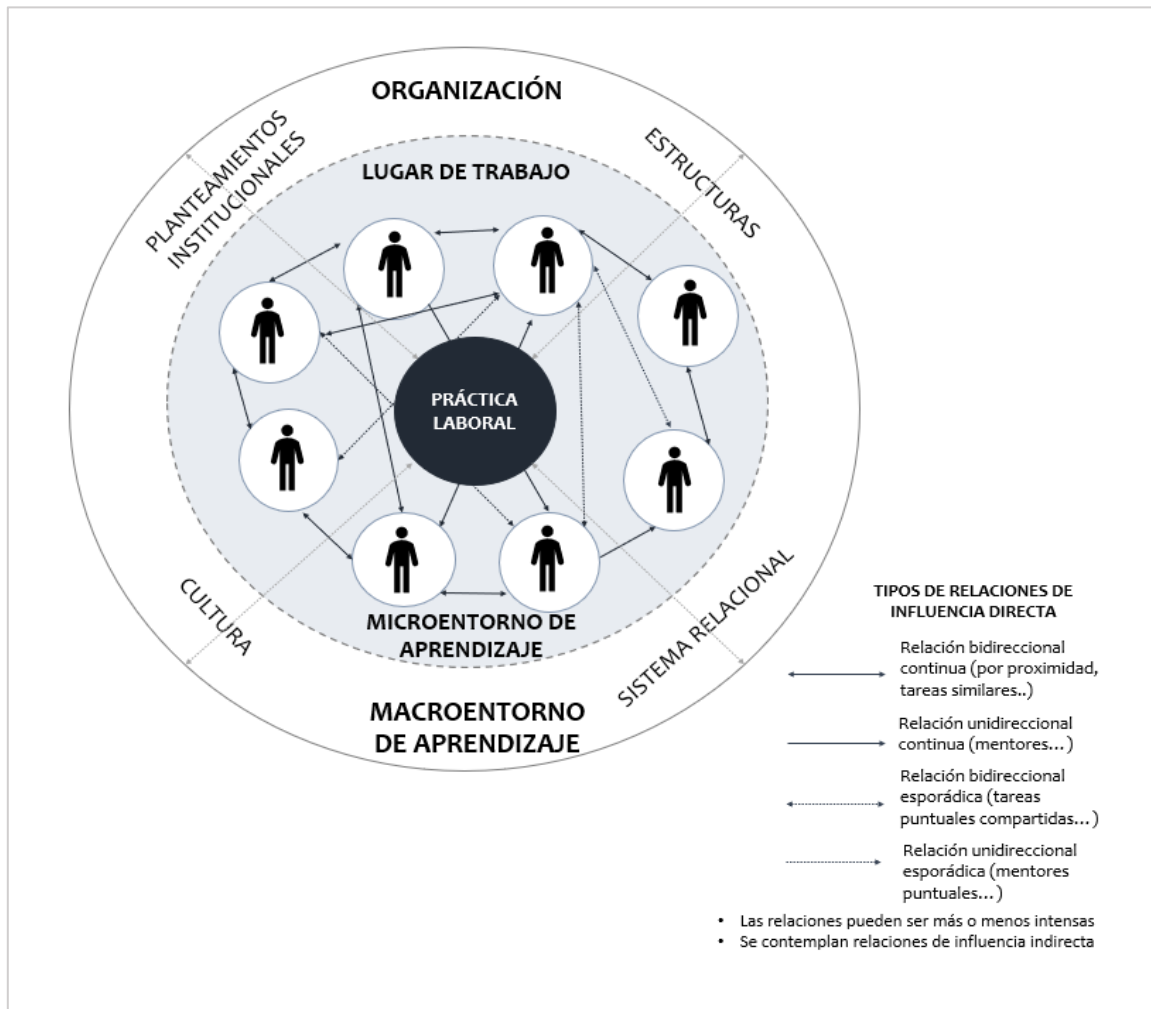 ORGANIZACIÓN
PLANTEAMIENTOS
INSTITUCIONALES
ESTRUCTURAS
LUGAR DE TRABAJO
PRÁCTICA
LABORAL
CULTURA
SISTEMA RELACIONAL
MICROENTORNO DE
APRENDIZAJE
MACROENTORNO
DE APRENDIZAJE
TIPOS DE RELACIONES DE
INFLUENCIA DIRECTA
Relación bidireccional
continua (por proximidad,
tareas similares..)
Relación unidireccional
continua (mentores...)
Relación bidireccional
esporádica (tareas
puntuales compartidas...)
Relación unidireccional
esporádica (mentores
puntuales...)
• Las relaciones pueden ser más o menos intensas
• Se contemplan relaciones de influencia indirecta